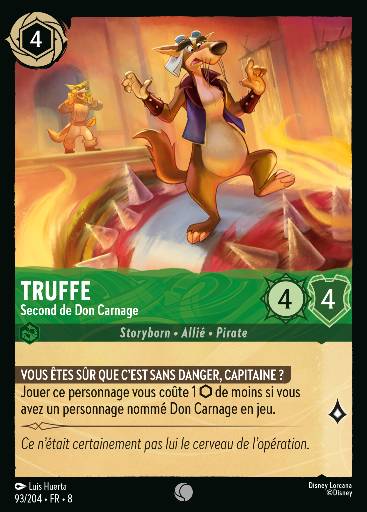 4
TRUFFE
Second de Don Carnage
4
4
Storyborn • Allié • Pirate
VOUS ÊTES SÛR QUE C'EST SANS DANGER, CAPITAINE ?
Jouer ce personnage vous coûte 1 de moins si vous
avez un personnage nommé Don Carnage en jeu.
Ce n'était certainement pas lui le cerveau de l'opération.
Luis Huerta
93/204 • FR • 8
Disney Lorcana
©Disney